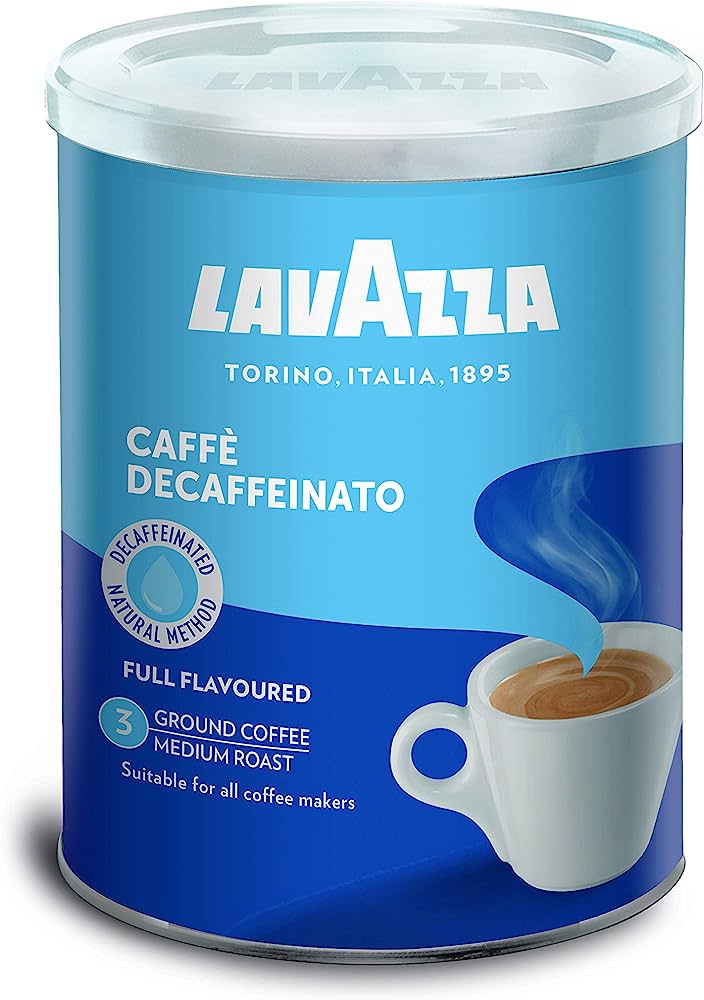 LAVAZZA
LAVAZZA
TORINO, ITALIA, 1895
CAFFÈ
DECAFFEINATO
DECAFFEINATED
NATURAL METHOD
FULL FLAVOURED
3
GROUND COFFEE
MEDIUM ROAST
Suitable for all coffee makers